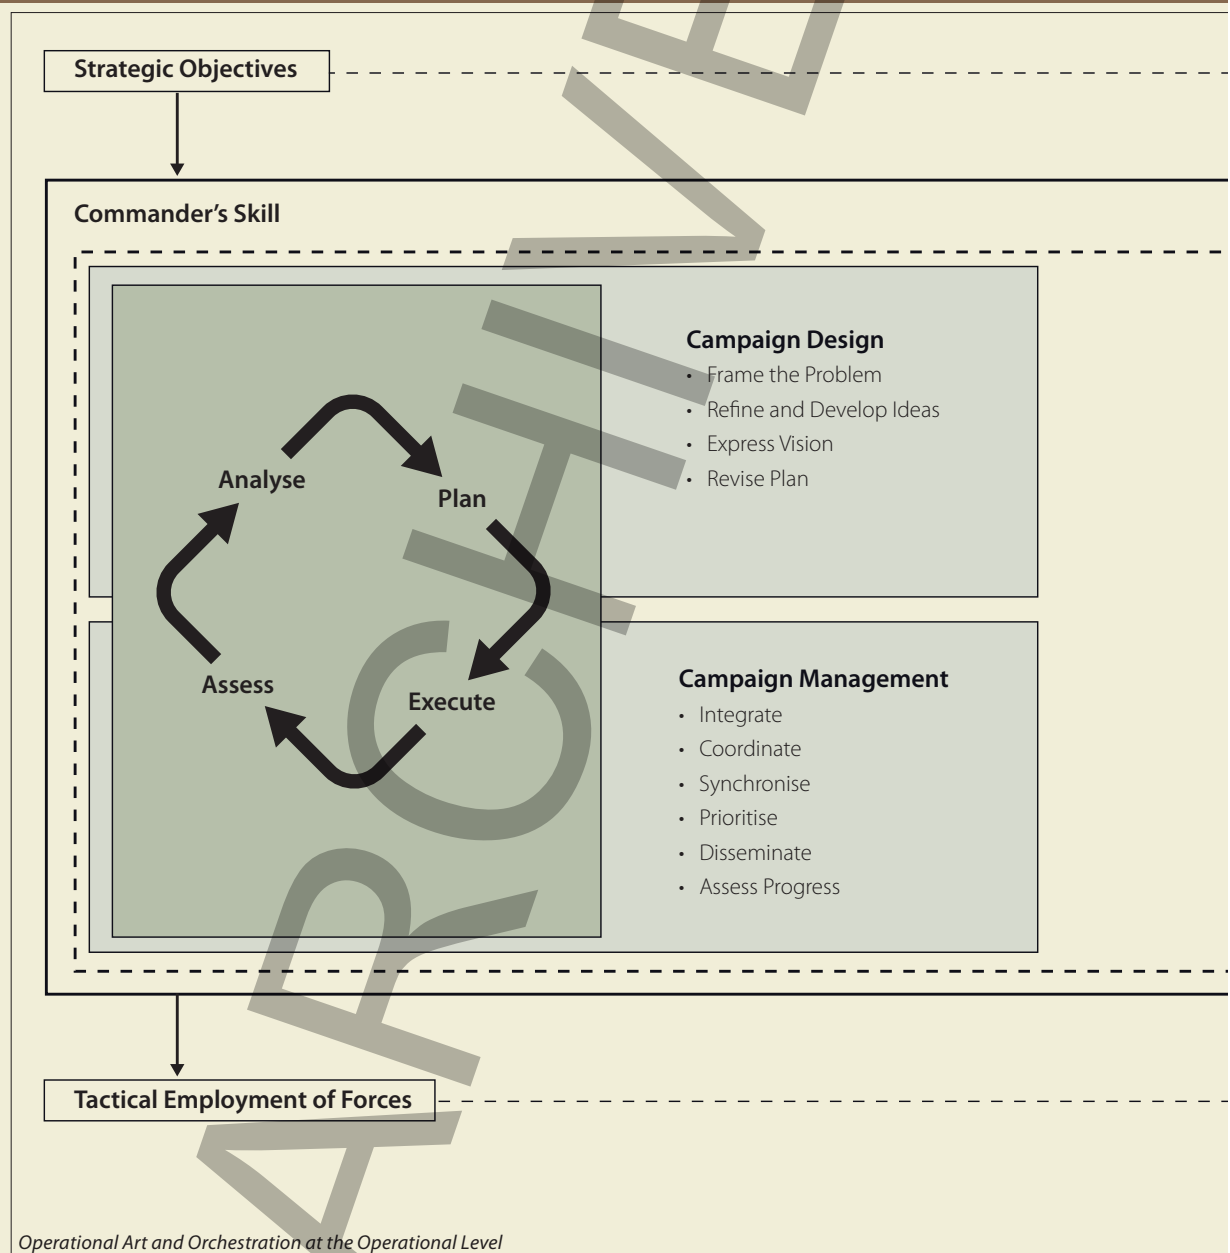 Strategic Objectives
Commander's Skill
Campaign Design
• Frame the Problem
• Refine and Develop Ideas
• Express Vision
• Revise Plan
Analyse
Plan
Assess
Execute
Campaign Management
• Integrate
• Coordinate
• Synchronise
• Prioritise
• Disseminate
• Assess Progress
Tactical Employment of Forces
Operational Art and Orchestration at the Operational Level
ARCHIVE